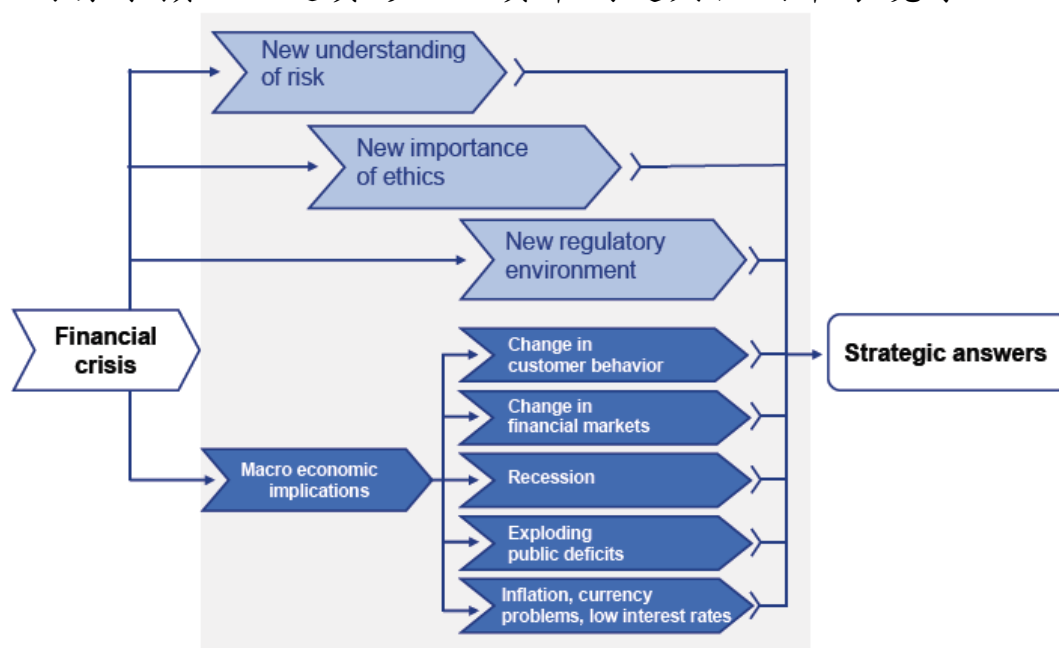 New understanding
of risk
New importance
of ethics
New regulatory
environment
Financial
crisis
Change in
customer behavior
Strategic answers
Change in
financial markets
Macro economic
implications
Recession
Exploding
public deficits
Inflation, currency
problems, low interest rates